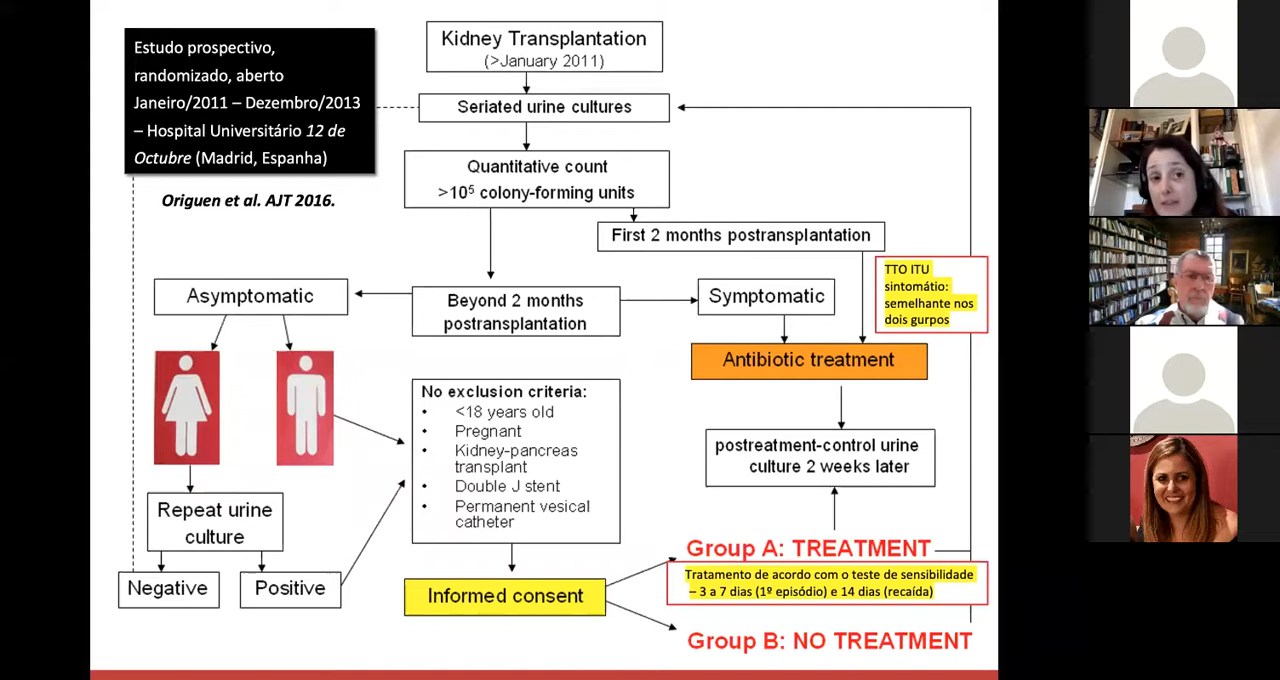 Estudo prospectivo,
randomizado, aberto
Janeiro/2011 – Dezembro/2013
– Hospital Universitário 12 de
Octubre (Madrid, Espanha)
Origuen et al. AJT 2016.
Kidney Transplantation
(>January 2011)
Seriated urine cultures
Quantitative count
>10⁵ colony-forming units
First 2 months postransplantation
TTO ITU
sintomátio:
semelhante nos
dois gurpos
Asymptomatic
Beyond 2 months
postransplantation
Symptomatic
Antibiotic treatment
No exclusion criteria:
• <18 years old
• Pregnant
• Kidney-pancreas
transplant
• Double J stent
• Permanent vesical
catheter
postreatment-control urine
culture 2 weeks later
Repeat urine
culture
Negative
Positive
Informed consent
Group A: TREATMENT
Tratamento de acordo com o teste de sensibilidade
– 3 a 7 dias (1º episódio) e 14 dias (recaída)
Group B: NO TREATMENT